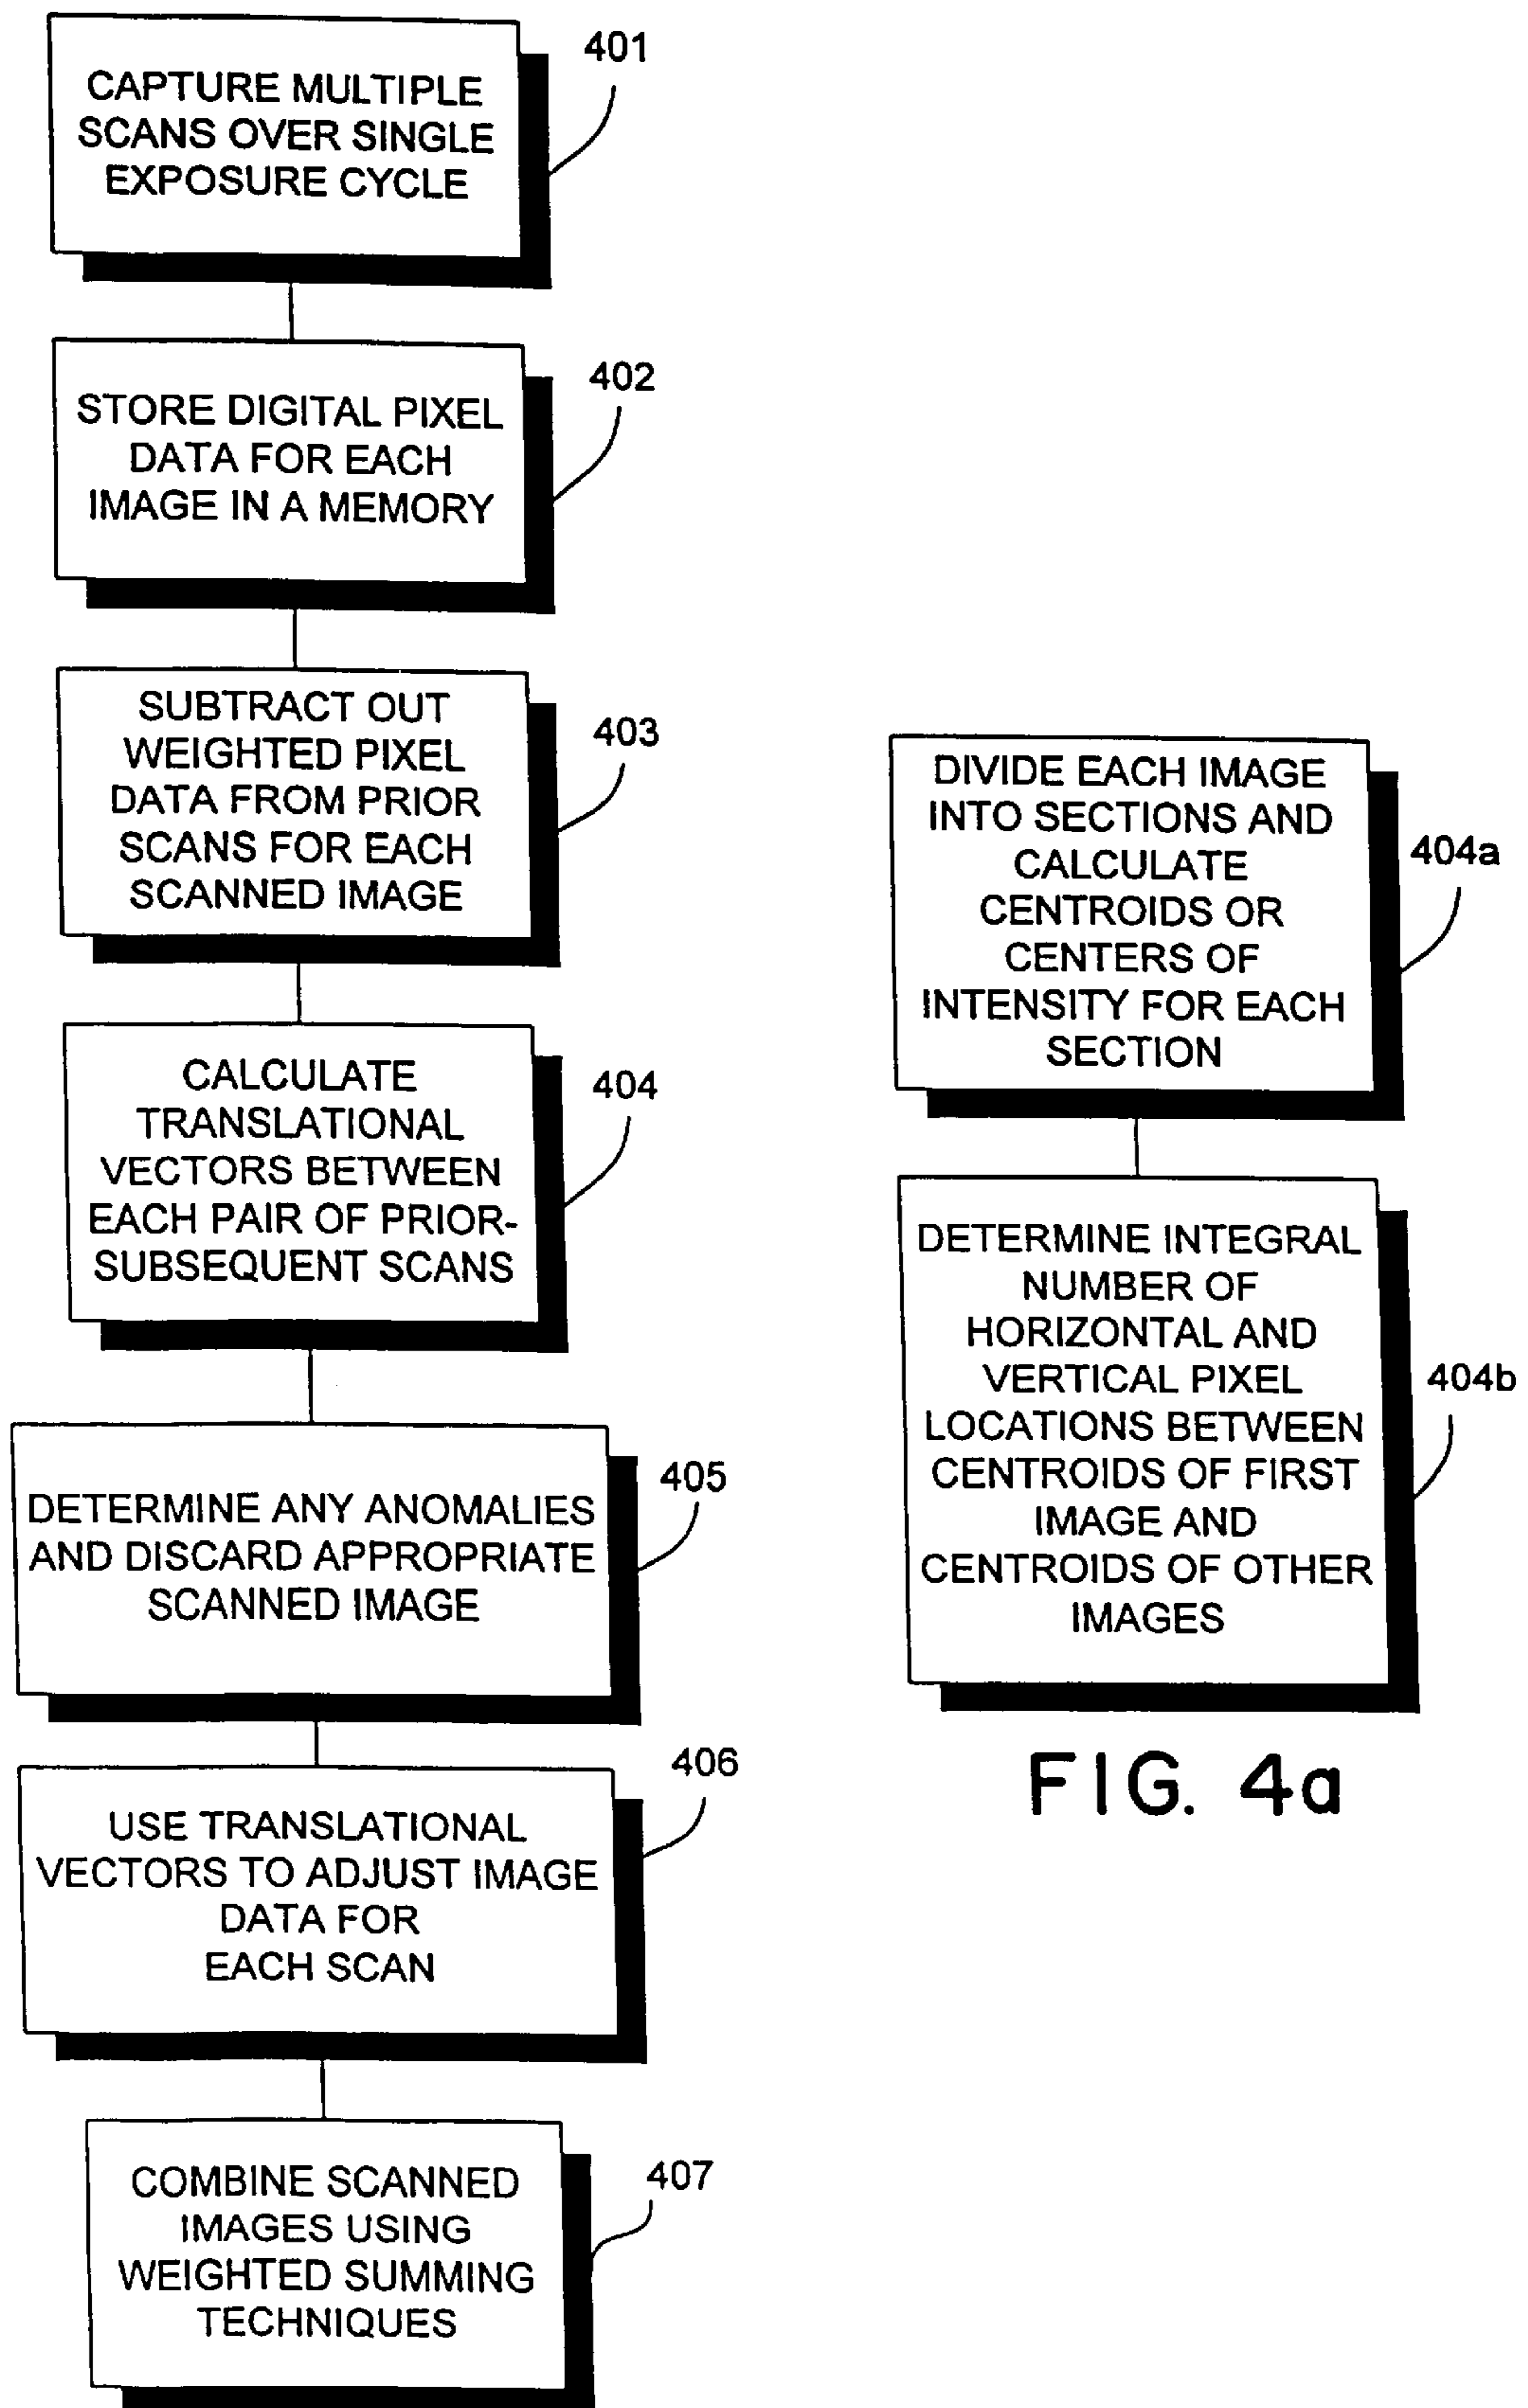 CAPTURE MULTIPLE
SCANS OVER SINGLE
EXPOSURE CYCLE
401
STORE DIGITAL PIXEL
DATA FOR EACH
IMAGE IN A MEMORY
402
SUBTRACT OUT
WEIGHTED PIXEL
DATA FROM PRIOR
SCANS FOR EACH
SCANNED IMAGE
403
CALCULATE
TRANSLATIONAL
VECTORS BETWEEN
EACH PAIR OF PRIOR-
SUBSEQUENT SCANS
404
DETERMINE ANY ANOMALIES
AND DISCARD APPROPRIATE
SCANNED IMAGE
405
USE TRANSLATIONAL
VECTORS TO ADJUST IMAGE
DATA FOR
EACH SCAN
406
COMBINE SCANNED
IMAGES USING
WEIGHTED SUMMING
TECHNIQUES
407
DIVIDE EACH IMAGE
INTO SECTIONS AND
CALCULATE
CENTROIDS OR
CENTERS OF
INTENSITY FOR EACH
SECTION
404a
DETERMINE INTEGRAL
NUMBER OF
HORIZONTAL AND
VERTICAL PIXEL
LOCATIONS BETWEEN
CENTROIDS OF FIRST
IMAGE AND
CENTROIDS OF OTHER
IMAGES
404b
FIG. 4a